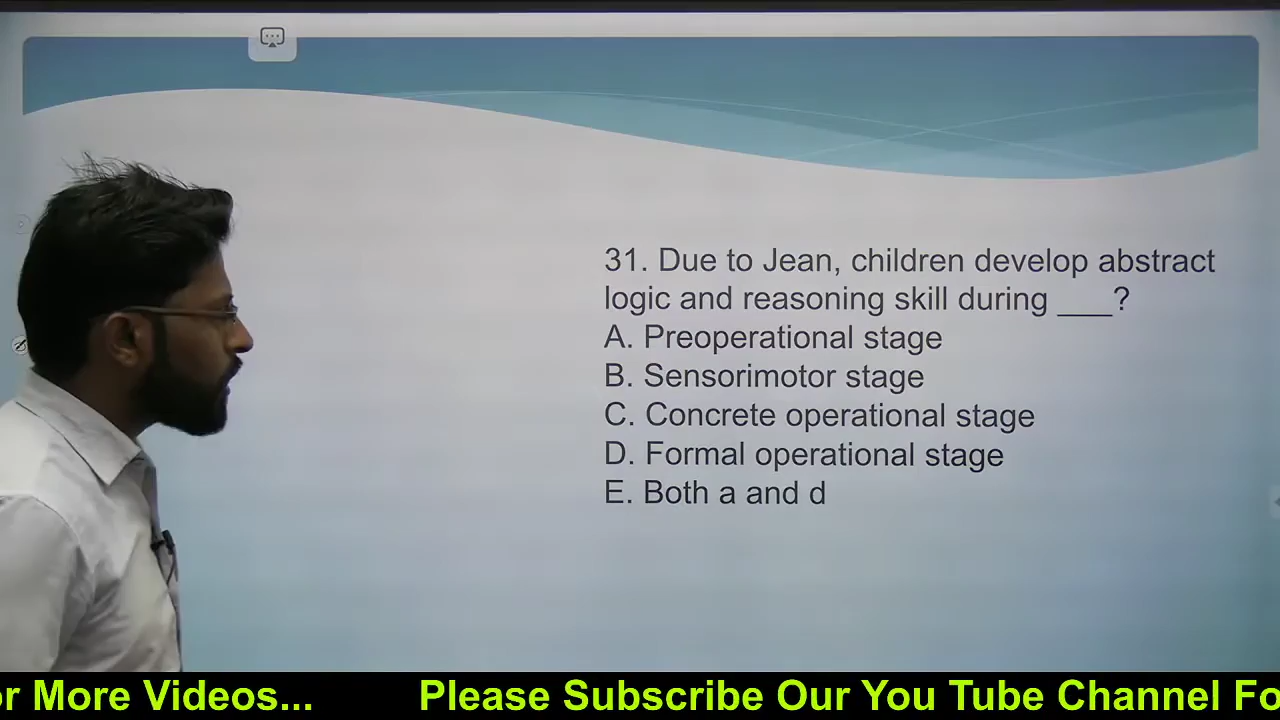 31. Due to Jean, children develop abstract
logic and reasoning skill during ___?
A. Preoperational stage
B. Sensorimotor stage
C. Concrete operational stage
D. Formal operational stage
E. Both a and d
or More Videos... Please Subscribe Our You Tube Channel Fo